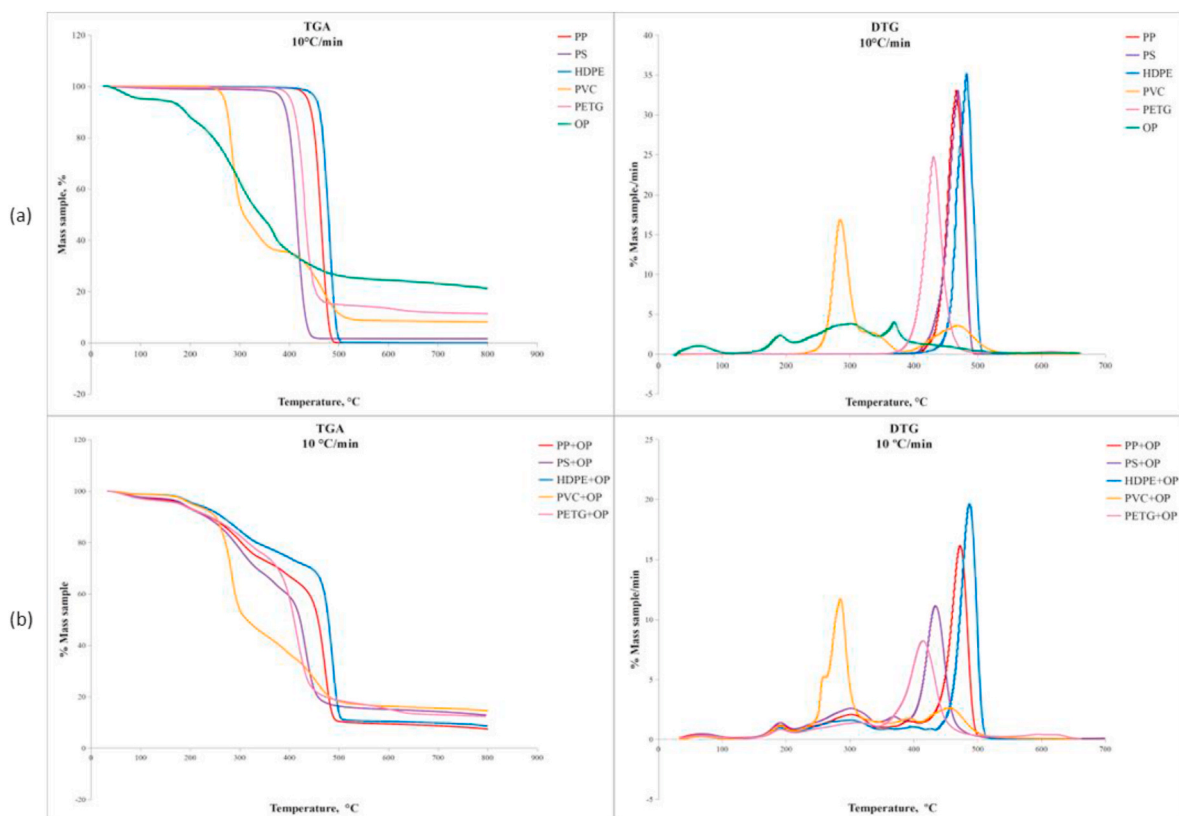 (a)
TGA
10°C/min
Mass sample, %
120
100
80
60
40
20
0
-20
0 100 200 300 400 500 600 700 800 900
Temperature, °C
PP
PS
HDPE
PVC
PETG
OP
DTG
10°C/min
% Mass sample,/min
40
35
30
25
20
15
10
5
0
-5
0 100 200 300 400 500 600 700
Temperature, °C
PP
PS
HDPE
PVC
PETG
OP
(b)
TGA
10 °C/min
% Mass sample
120
100
80
60
40
20
0
-20
0 100 200 300 400 500 600 700 800 900
Temperature, °C
PP+OP
PS+OP
HDPE+OP
PVC+OP
PETG+OP
DTG
10 °C/min
% Mass sample/min
25
20
15
10
5
0
-5
0 100 200 300 400 500 600 700
Temperature, °C
PP+OP
PS+OP
HDPE+OP
PVC+OP
PETG+OP